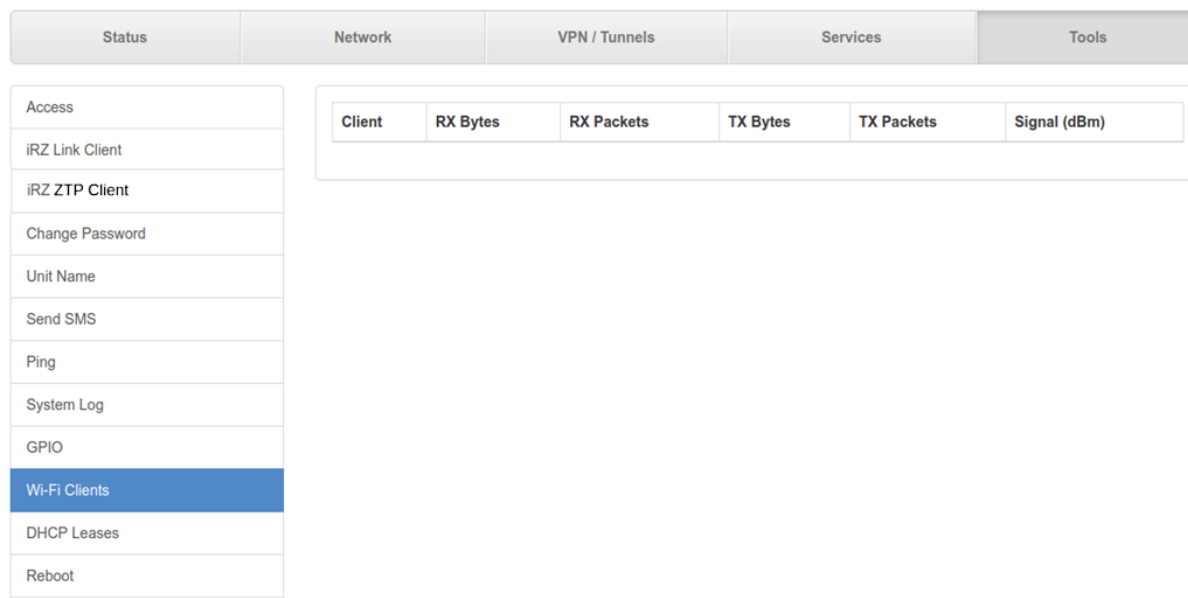 Status Network VPN / Tunnels Services Tools
Access
iRZ Link Client
iRZ ZTP Client
Change Password
Unit Name
Send SMS
Ping
System Log
GPIO
Wi-Fi Clients
DHCP Leases
Reboot
Client RX Bytes RX Packets TX Bytes TX Packets Signal (dBm)